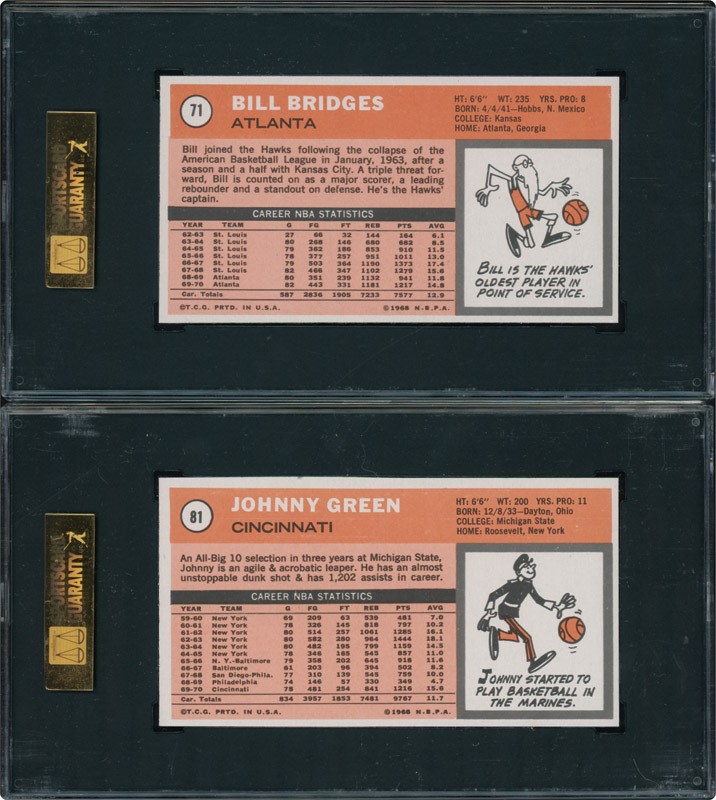 71
BILL BRIDGES
ATLANTA
HT: 6'6" WT: 235 YRS. PRO: 8
BORN: 4/4/41—Hobbs, N. Mexico
COLLEGE: Kansas
HOME: Atlanta, Georgia
Bill joined the Hawks following the collapse of the
American Basketball League in January, 1963, after a
season and a half with Kansas City. A triple threat for-
ward, Bill is counted on as a major scorer, a leading
rebounder and a standout on defense. He's the Hawks'
captain.
CAREER NBA STATISTICS
YEAR TEAM G FG FT REB PTS AVG
62-63 St. Louis 27 66 32 144 164 6.1
63-64 St. Louis 80 268 146 680 682 8.5
64-65 St. Louis 79 362 186 853 910 11.5
65-66 St. Louis 78 377 257 951 1011 13.0
66-67 St. Louis 79 503 364 1190 1373 17.4
67-68 St. Louis 82 466 347 1102 1279 15.6
68-69 Atlanta 80 351 239 1132 941 11.8
69-70 Atlanta 82 443 331 1181 1217 14.8
Car. Totals 587 2836 1905 7233 7577 12.9
©T.C.G. PRTD. IN U.S.A. ©1968 N.B.P.A.
BILL IS THE HAWKS'
OLDEST PLAYER IN
POINT OF SERVICE.
81
JOHNNY GREEN
CINCINNATI
HT: 6'6" WT: 200 YRS. PRO: 11
BORN: 12/8/33—Dayton, Ohio
COLLEGE: Michigan State
HOME: Roosevelt, New York
An All-Big 10 selection in three years at Michigan State,
Johnny is an agile & acrobatic leaper. He has an almost
unstoppable dunk shot & has 1,202 assists in career.
CAREER NBA STATISTICS
YEAR TEAM G FG FT REB PTS AVG
59-60 New York 69 209 63 539 481 7.0
60-61 New York 78 326 145 818 797 10.2
61-62 New York 80 514 257 1061 1285 16.1
62-63 New York 80 582 280 964 1444 18.1
63-64 New York 80 482 195 799 1159 14.5
64-65 New York 78 346 165 545 857 11.0
65-66 N. Y.-Baltimore 79 358 202 645 918 11.6
66-67 Baltimore 61 203 96 394 502 8.2
67-68 San Diego-Phila. 77 310 139 545 759 10.0
68-69 Philadelphia 74 146 57 330 349 4.7
69-70 Cincinnati 78 481 254 841 1216 15.6
Car. Totals 834 3957 1853 7481 9767 11.7
©T.C.G. PRTD. IN U.S.A. ©1968 N.B.P.A.
JOHNNY STARTED TO
PLAY BASKETBALL IN
THE MARINES.